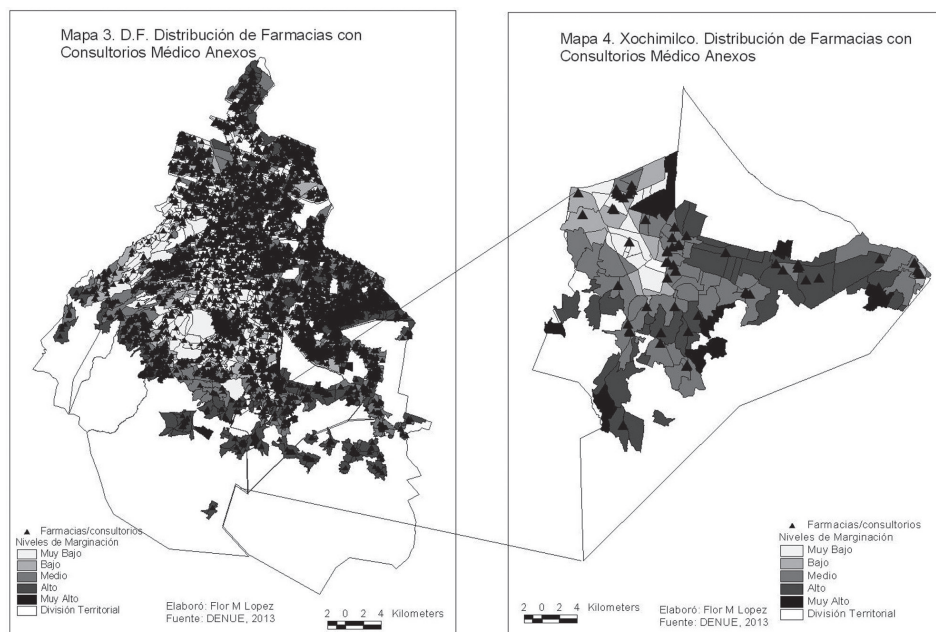 Mapa 3. D.F. Distribución de Farmacias con
Consultorios Médico Anexos
▲ Farmacias/consultorios
Niveles de Marginación
Muy Bajo
Bajo
Medio
Alto
Muy Alto
División Territorial
Elaboró: Flor M Lopez
Fuente: DENUE, 2013
2 0 2 4 Kilometers
Mapa 4. Xochimilco. Distribución de Farmacias con
Consultorios Médico Anexos
▲ Farmacias/consultorios
Niveles de Marginación
Muy Bajo
Bajo
Medio
Alto
Muy Alto
División Territorial
Elaboró: Flor M Lopez
Fuente: DENUE, 2013
2 0 2 4 Kilometers